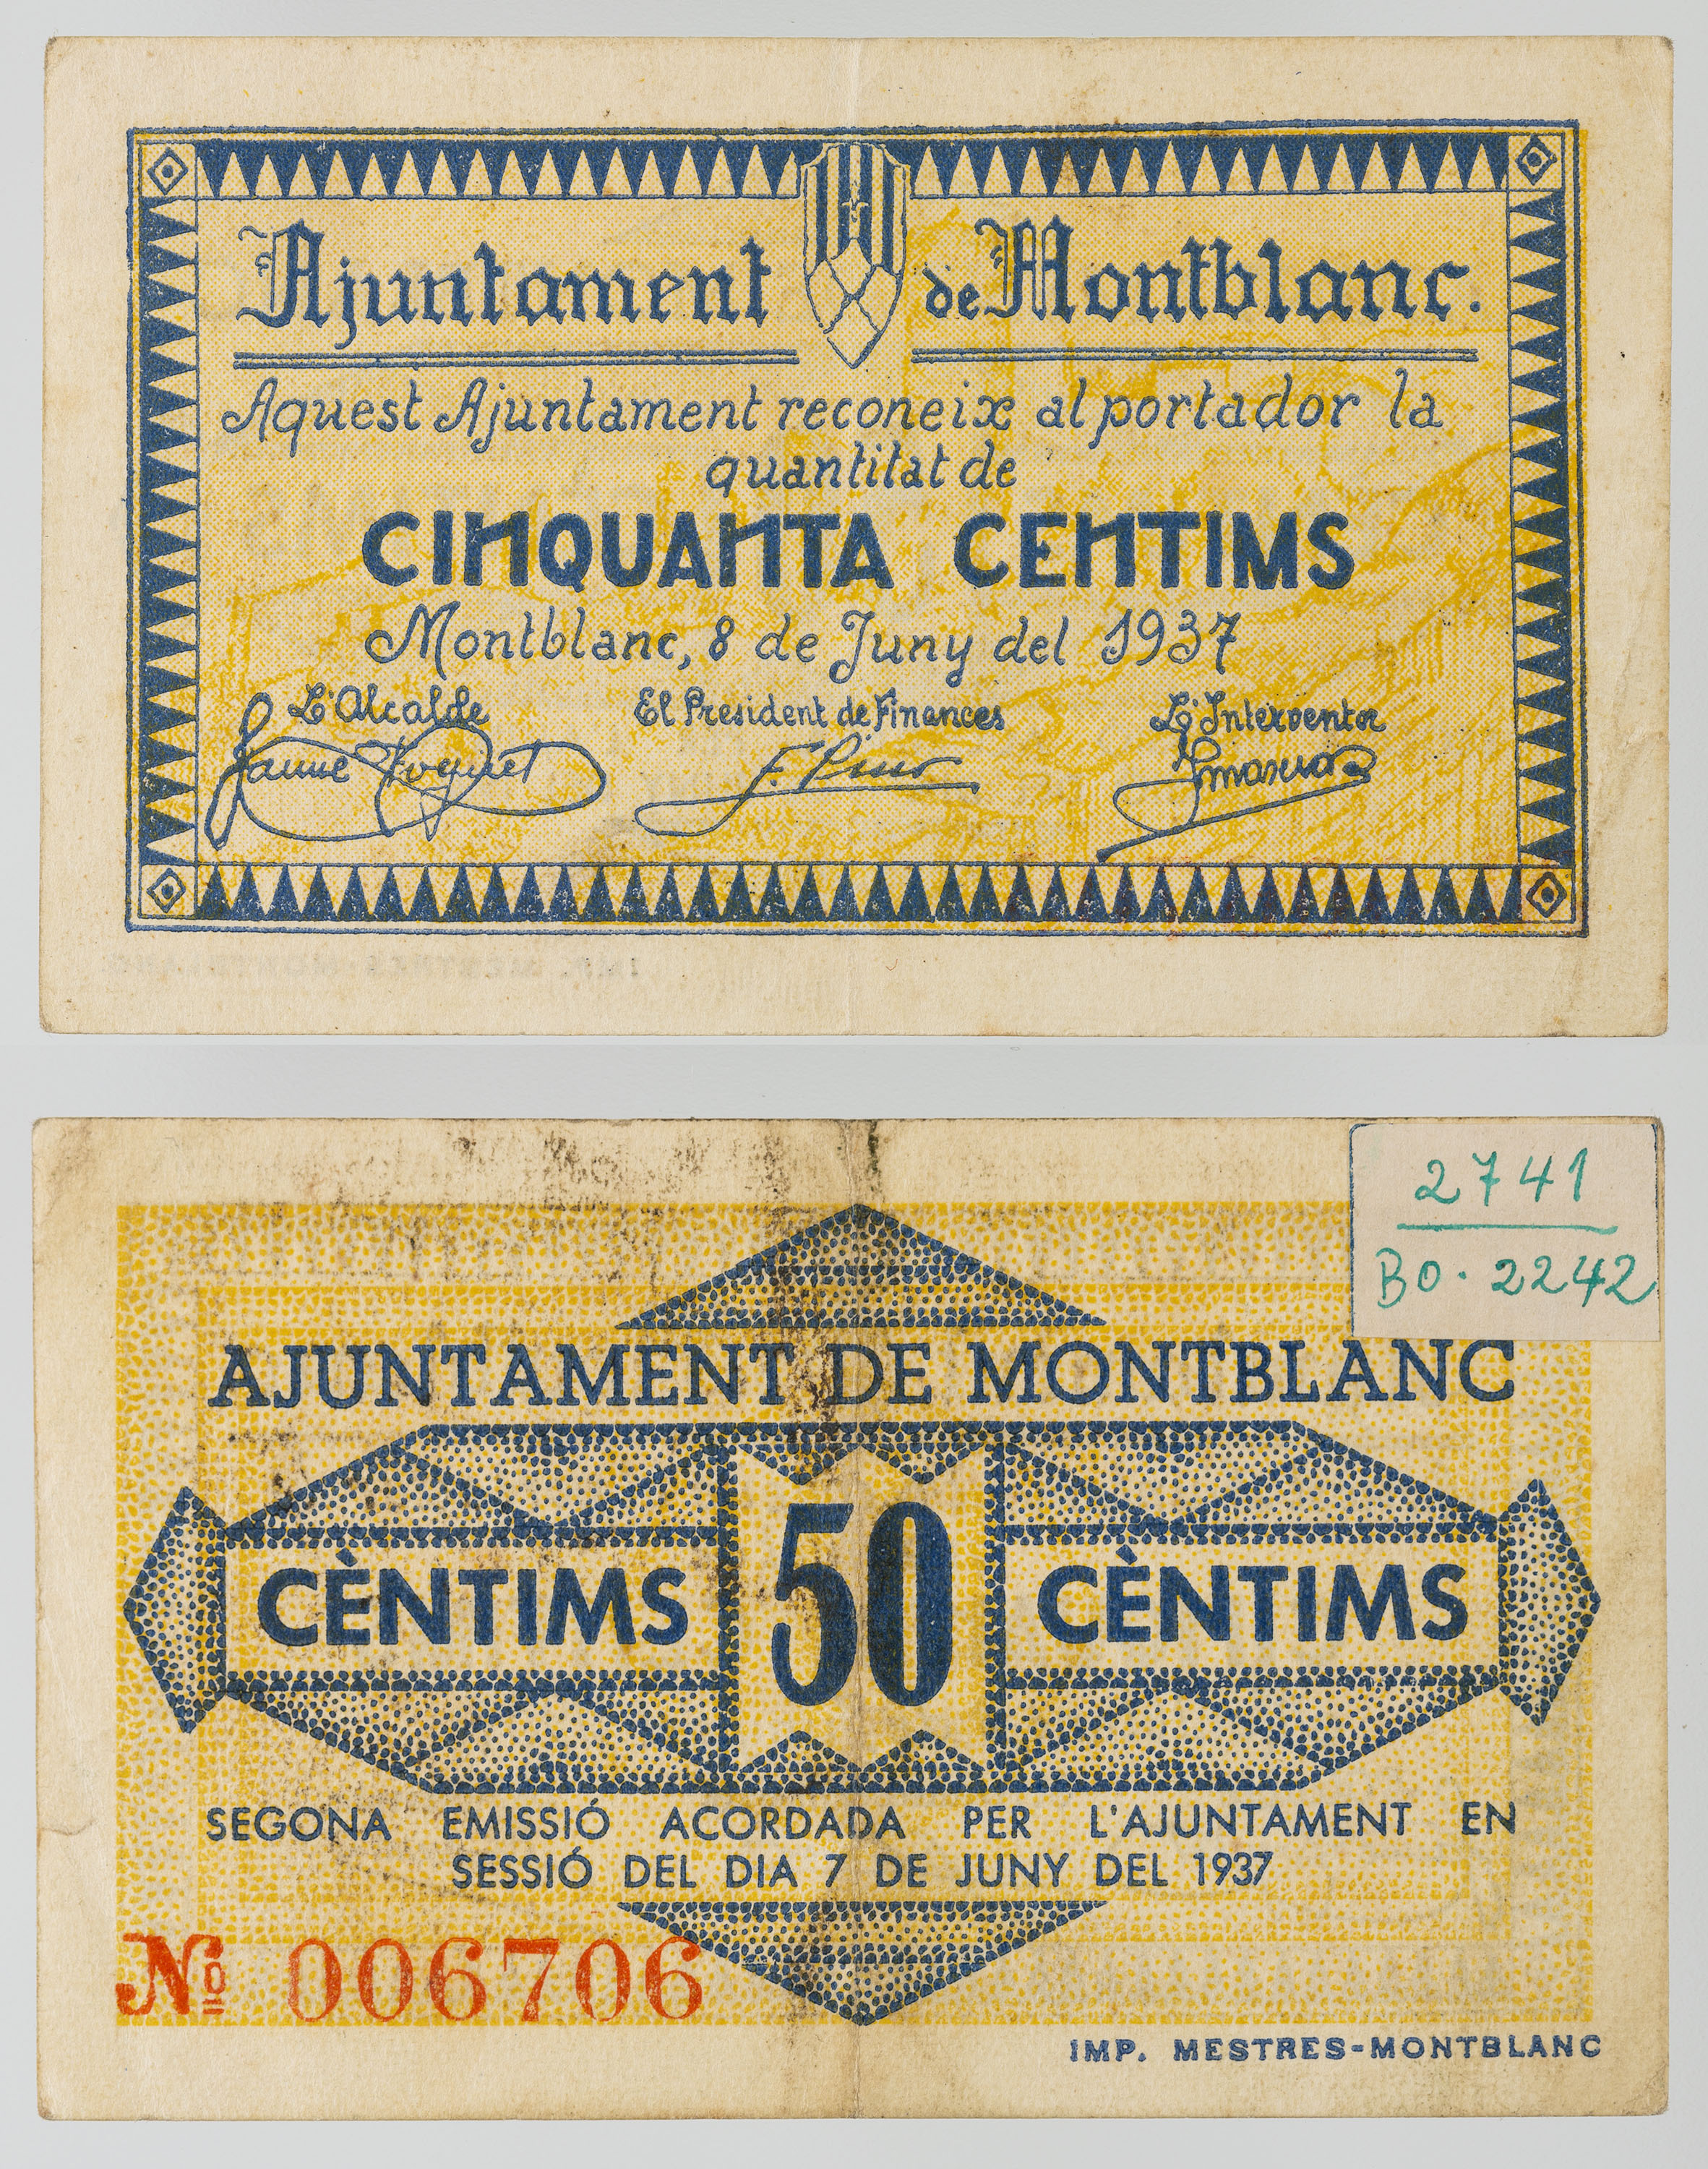 Ajuntament de Montblanc.
Aquest Ajuntament reconeix al portador la
quantitat de
CINQUANTA CENTIMS
Montblanc, 8 de Juny del 1937
L'Alcalde El President de Finances L'Interventor
Jaume
2741
BO. 2242
AJUNTAMENT DE MONTBLANC
CÈNTIMS 50 CÈNTIMS
SEGONA EMISSIÓ ACORDADA PER L'AJUNTAMENT EN
SESSIÓ DEL DIA 7 DE JUNY DEL 1937
Nº 006706
IMP. MESTRES-MONTBLANC